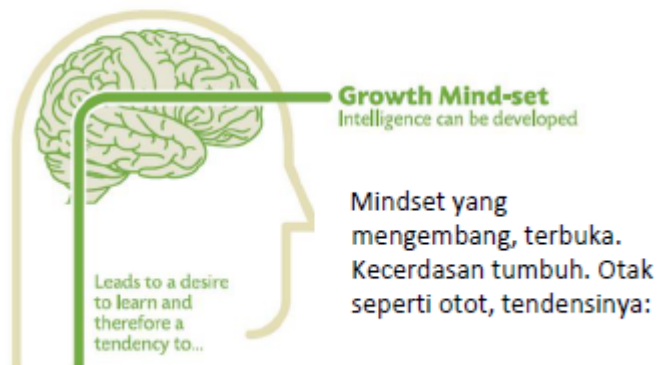 Growth Mind-set
Intelligence can be developed
Mindset yang
mengembang, terbuka.
Kecerdasan tumbuh. Otak
seperti otot, tendensinya:
Leads to a desire
to learn and
therefore a
tendency to...